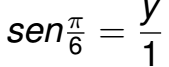 sen π/6 = y/1